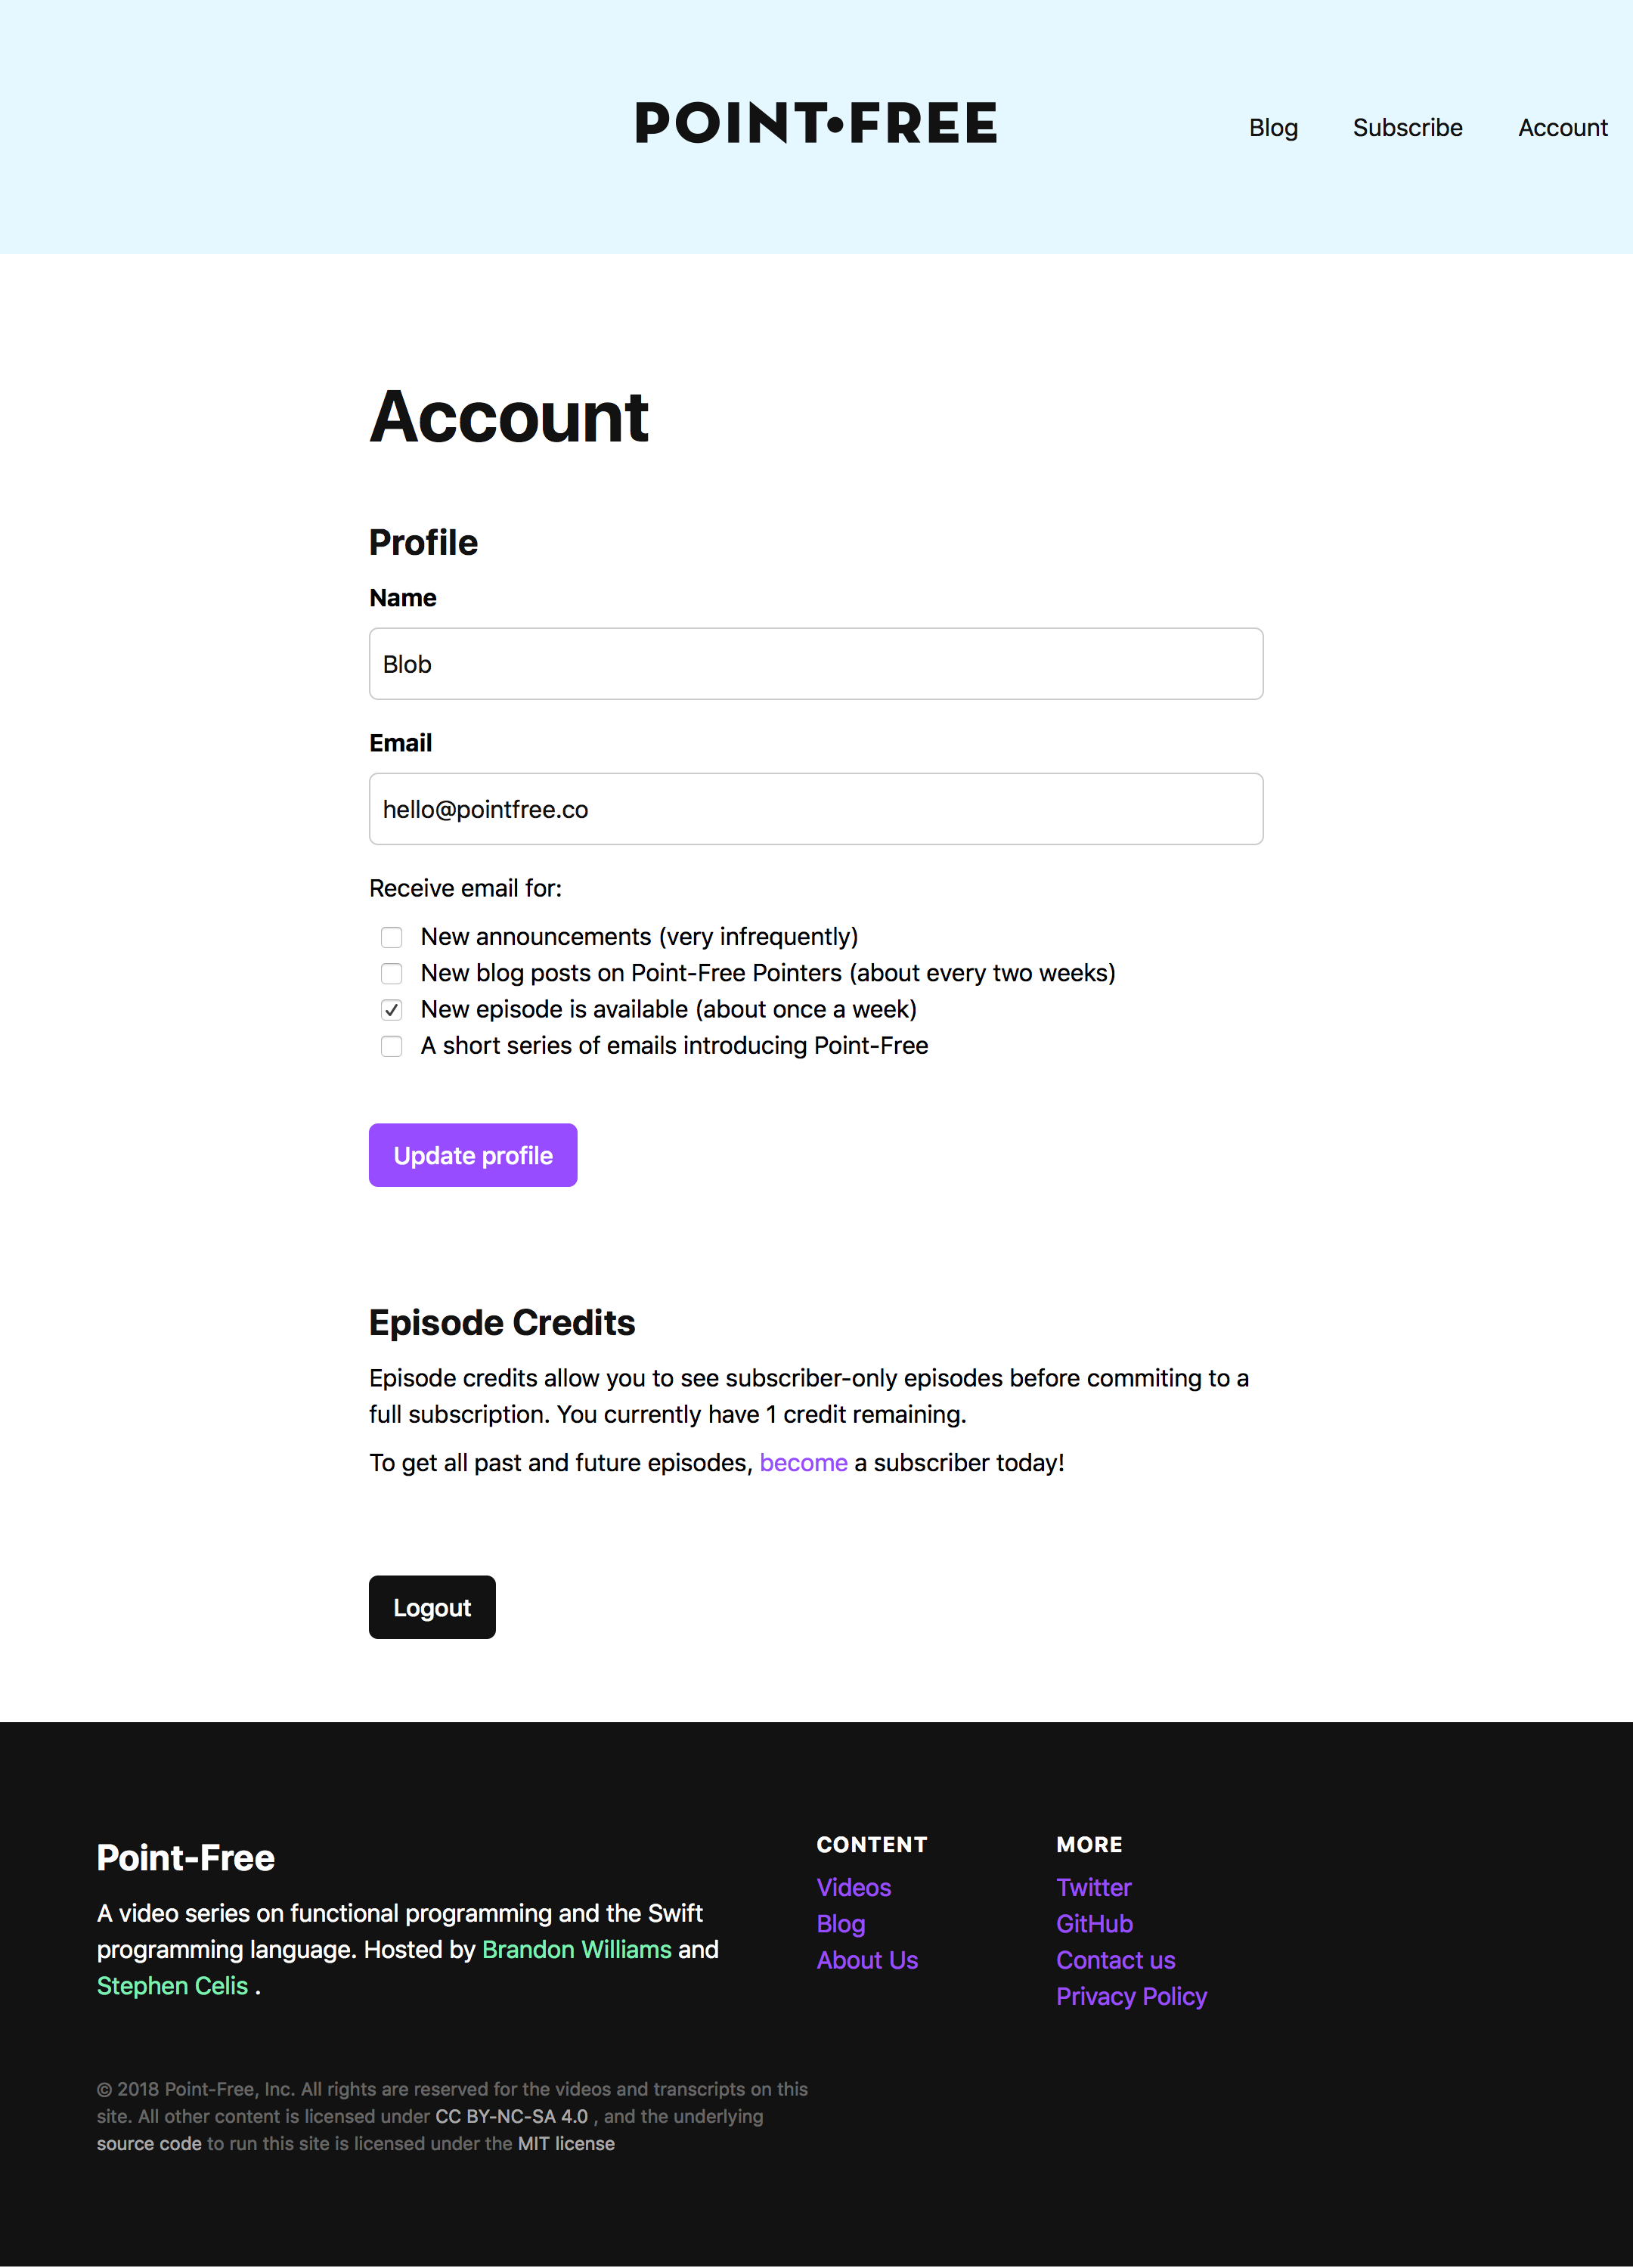 POINT•FREE
Blog Subscribe Account
Account
Profile
Name
Blob
Email
hello@pointfree.co
Receive email for:
New announcements (very infrequently)
New blog posts on Point-Free Pointers (about every two weeks)
New episode is available (about once a week)
A short series of emails introducing Point-Free
Update profile
Episode Credits
Episode credits allow you to see subscriber-only episodes before commiting to a
full subscription. You currently have 1 credit remaining.
To get all past and future episodes, become a subscriber today!
Logout
Point-Free
A video series on functional programming and the Swift
programming language. Hosted by Brandon Williams and
Stephen Celis .
CONTENT
Videos
Blog
About Us
MORE
Twitter
GitHub
Contact us
Privacy Policy
© 2018 Point-Free, Inc. All rights are reserved for the videos and transcripts on this
site. All other content is licensed under CC BY-NC-SA 4.0 , and the underlying
source code to run this site is licensed under the MIT license